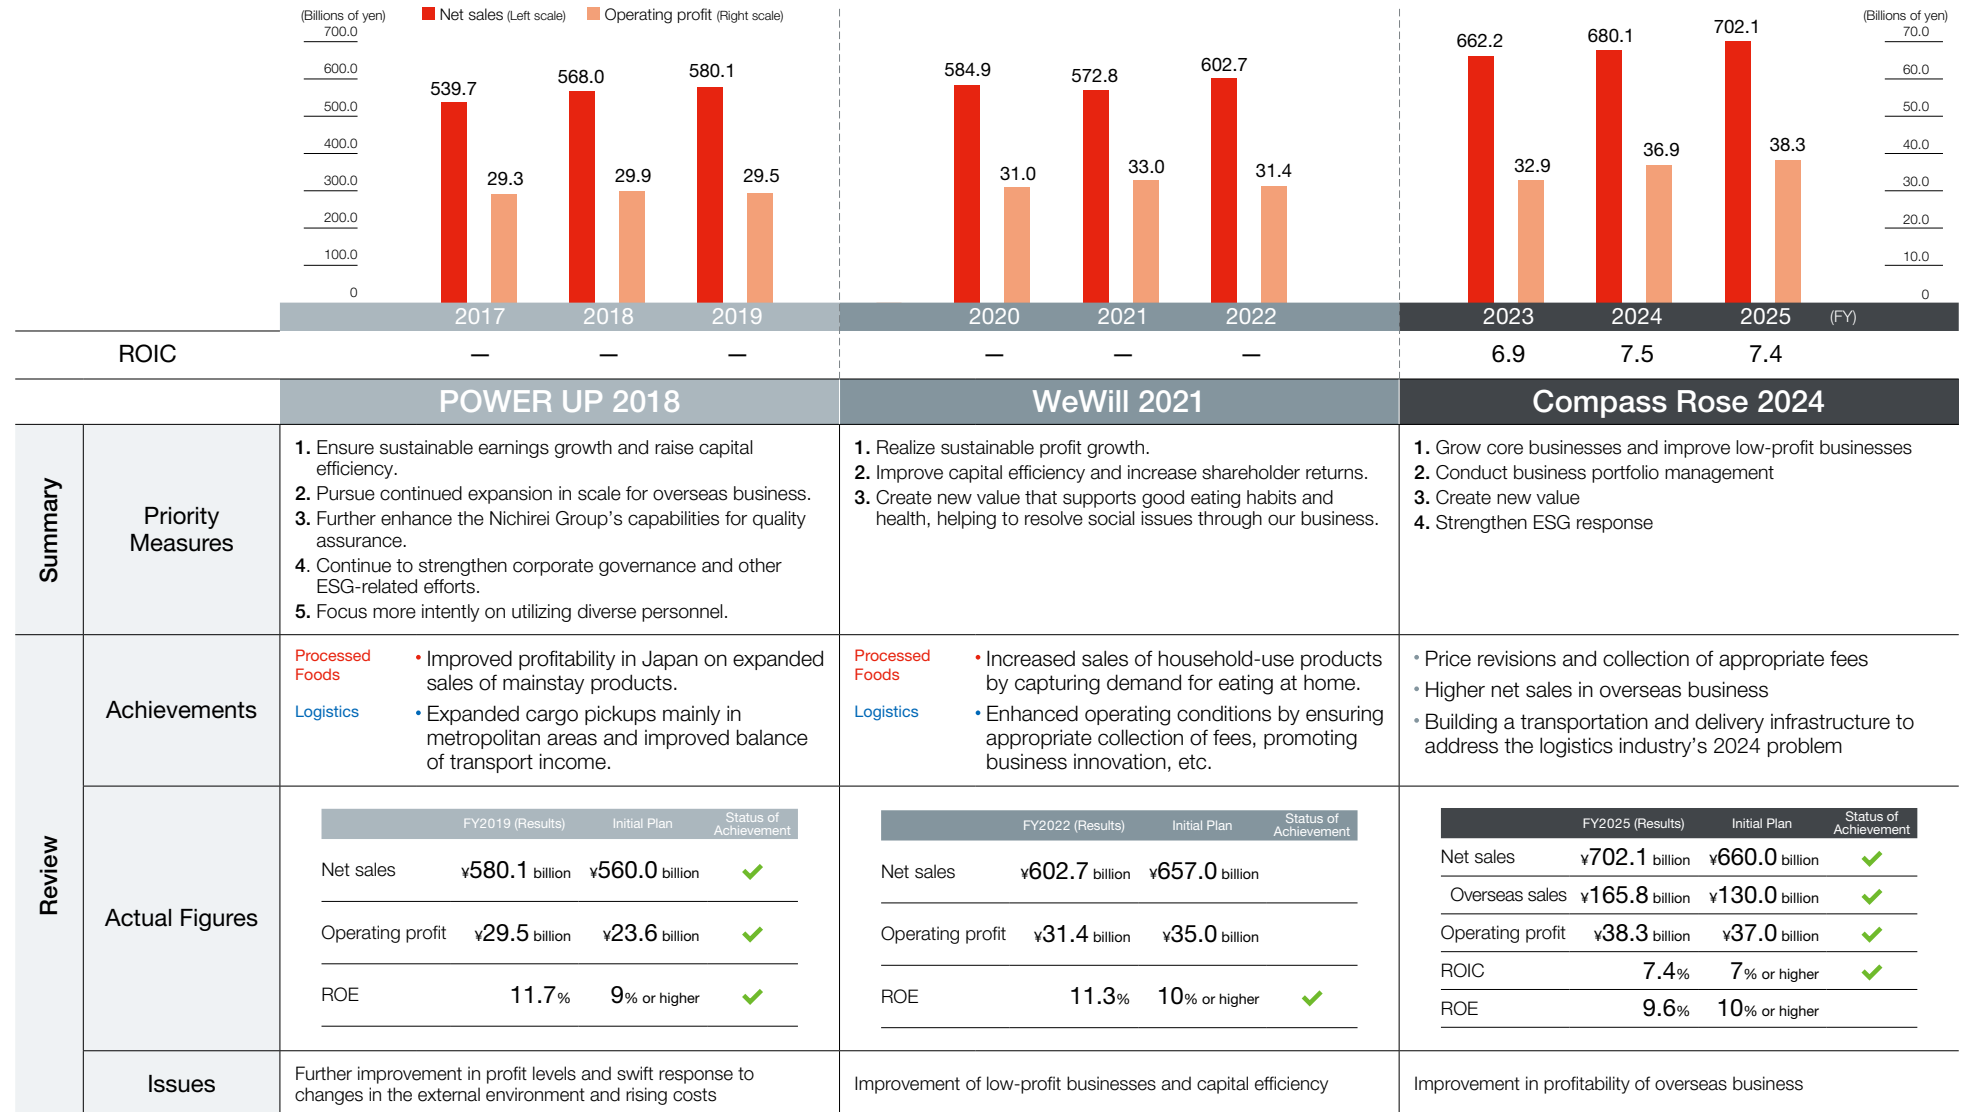 (Billions of yen)
Net sales (Left scale)
Operating profit (Right scale)
(Billions of yen)
700.0
600.0
500.0
400.0
300.0
200.0
100.0
0
539.7
29.3
568.0
29.9
580.1
29.5
584.9
31.0
572.8
33.0
602.7
31.4
662.2
32.9
680.1
36.9
702.1
38.3
70.0
60.0
50.0
40.0
30.0
20.0
10.0
0
2017 2018 2019 2020 2021 2022 2023 2024 2025 (FY)
ROIC – – – – – – 6.9 7.5 7.4
POWER UP 2018
WeWill 2021
Compass Rose 2024
Summary
Priority
Measures
1. Ensure sustainable earnings growth and raise capital
efficiency.
2. Pursue continued expansion in scale for overseas business.
3. Further enhance the Nichirei Group's capabilities for quality
assurance.
4. Continue to strengthen corporate governance and other
ESG-related efforts.
5. Focus more intently on utilizing diverse personnel.
1. Realize sustainable profit growth.
2. Improve capital efficiency and increase shareholder returns.
3. Create new value that supports good eating habits and
health, helping to resolve social issues through our business.
1. Grow core businesses and improve low-profit businesses
2. Conduct business portfolio management
3. Create new value
4. Strengthen ESG response
Review
Achievements
Processed
Foods
• Improved profitability in Japan on expanded
sales of mainstay products.
Logistics
• Expanded cargo pickups mainly in
metropolitan areas and improved balance
of transport income.
Processed
Foods
• Increased sales of household-use products
by capturing demand for eating at home.
Logistics
• Enhanced operating conditions by ensuring
appropriate collection of fees, promoting
business innovation, etc.
• Price revisions and collection of appropriate fees
• Higher net sales in overseas business
• Building a transportation and delivery infrastructure to
address the logistics industry's 2024 problem
Actual Figures
FY2019 (Results) Initial Plan Status of
Achievement
Net sales ¥580.1 billion ¥560.0 billion ✓
Operating profit ¥29.5 billion ¥23.6 billion ✓
ROE 11.7% 9% or higher ✓
FY2022 (Results) Initial Plan Status of
Achievement
Net sales ¥602.7 billion ¥657.0 billion
Operating profit ¥31.4 billion ¥35.0 billion
ROE 11.3% 10% or higher ✓
FY2025 (Results) Initial Plan Status of
Achievement
Net sales ¥702.1 billion ¥660.0 billion ✓
Overseas sales ¥165.8 billion ¥130.0 billion ✓
Operating profit ¥38.3 billion ¥37.0 billion ✓
ROIC 7.4% 7% or higher ✓
ROE 9.6% 10% or higher
Issues
Further improvement in profit levels and swift response to
changes in the external environment and rising costs
Improvement of low-profit businesses and capital efficiency
Improvement in profitability of overseas business